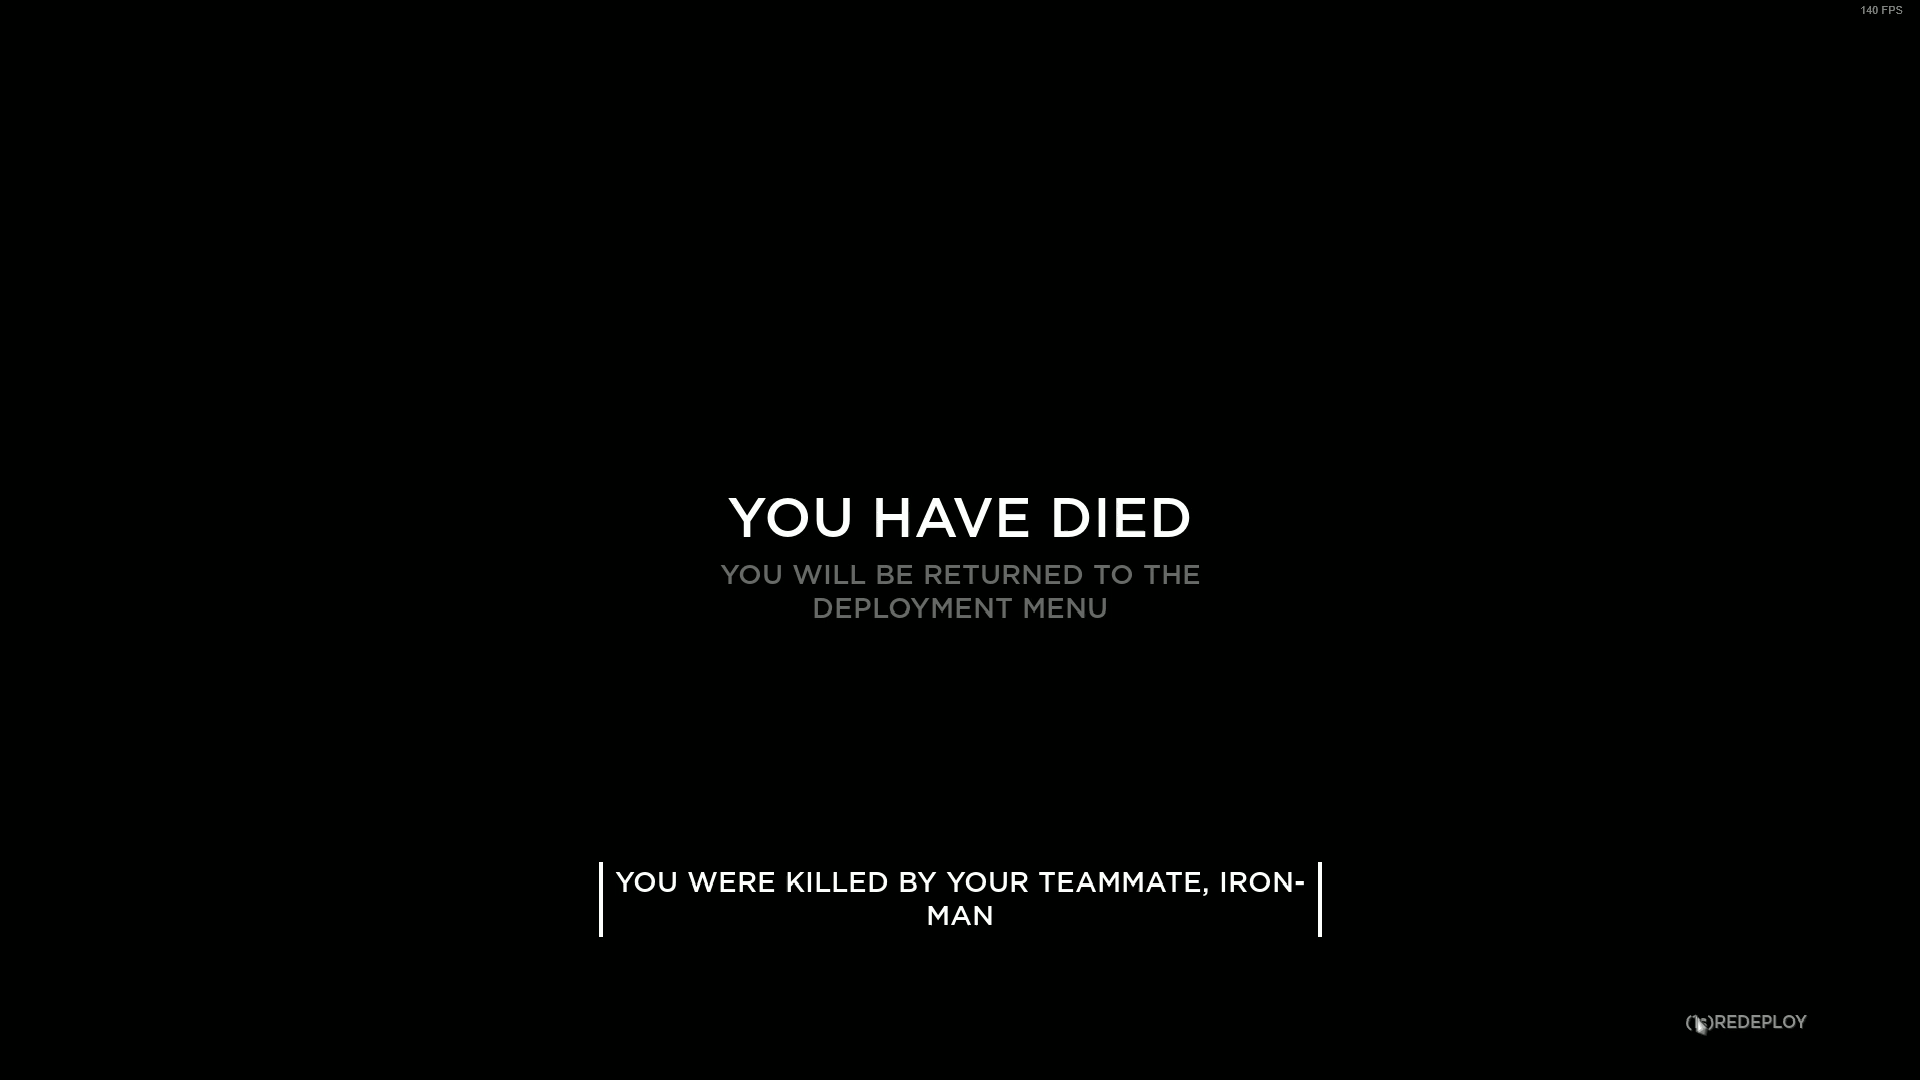 140 FPS
YOU HAVE DIED
YOU WILL BE RETURNED TO THE
DEPLOYMENT MENU
YOU WERE KILLED BY YOUR TEAMMATE, IRON-
MAN
(1s)REDEPLOY